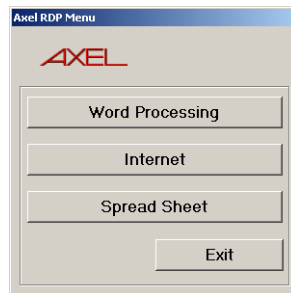 Axel RDP Menu
AXEL
Word Processing
Internet
Spread Sheet
Exit